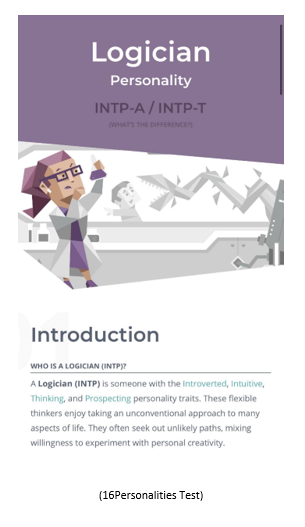 Logician
Personality
INTP-A / INTP-T
(WHAT'S THE DIFFERENCE?)
Introduction
WHO IS A LOGICIAN (INTP)?
A Logician (INTP) is someone with the Introverted, Intuitive,
Thinking, and Prospecting personality traits. These flexible
thinkers enjoy taking an unconventional approach to many
aspects of life. They often seek out unlikely paths, mixing
willingness to experiment with personal creativity.
(16Personalities Test)